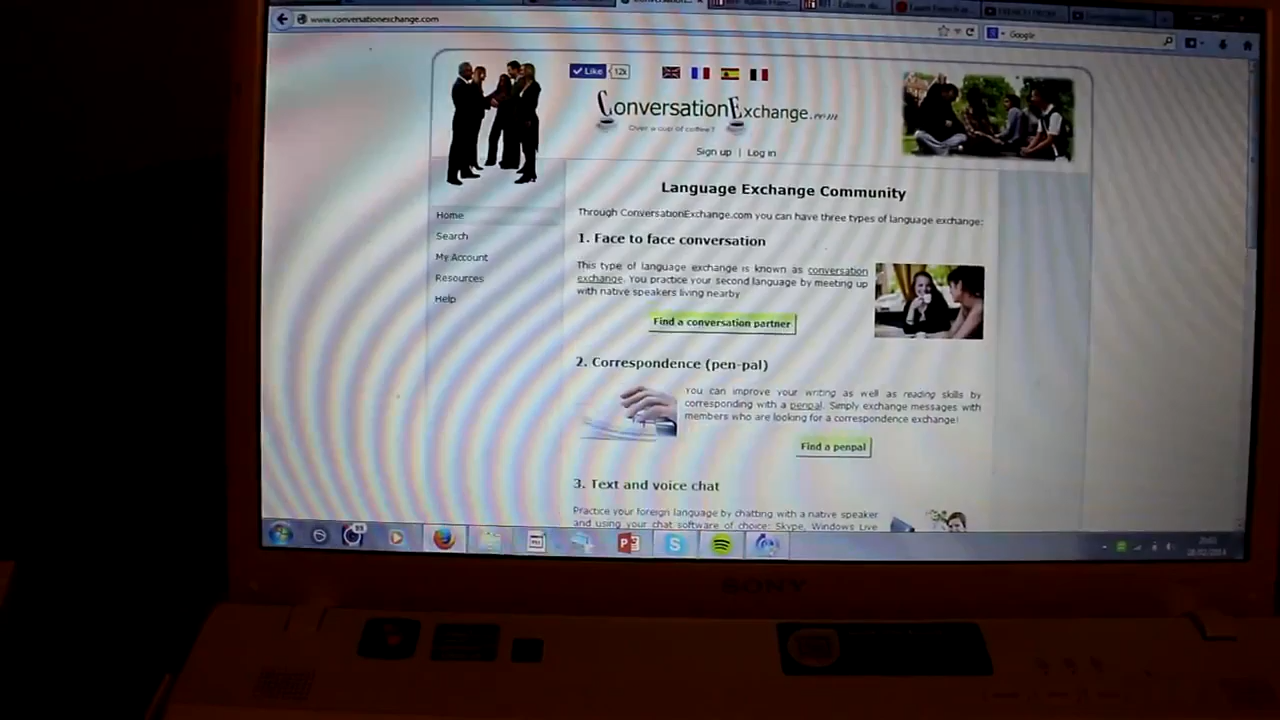 www.conversationexchange.com
Google
Like
12k
ConversationExchange.com
Over a cup of coffee?
Sign up | Log in
Language Exchange Community
Through ConversationExchange.com you can have three types of language exchange:
Home
Search
My Account
Resources
Help
1. Face to face conversation
This type of language exchange is known as conversation
exchange. You practice your second language by meeting up
with native speakers living nearby
Find a conversation partner
2. Correspondence (pen-pal)
You can improve your writing as well as reading skills by
corresponding with a penpal. Simply exchange messages with
members who are looking for a correspondence exchange!
Find a penpal
3. Text and voice chat
Practice your foreign language by chatting with a native speaker
and using your chat software of choice: Skype, Windows Live
SONY